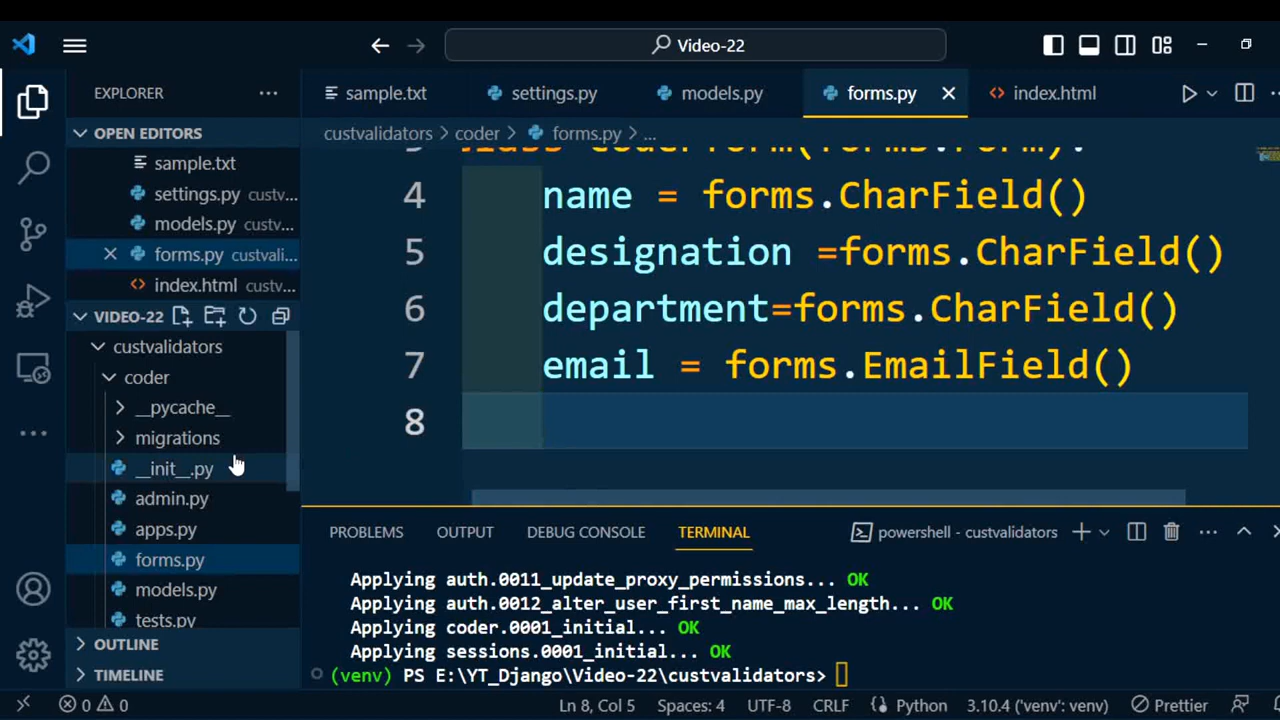 Video-22
EXPLORER
sample.txt
settings.py
models.py
forms.py
index.html
OPEN EDITORS
custvalidators > coder > forms.py > ...
sample.txt
settings.py custv...
models.py custv...
forms.py custvali...
index.html custv...
VIDEO-22
custvalidators
coder
__pycache__
migrations
__init__.py
admin.py
apps.py
forms.py
models.py
tests.py
OUTLINE
TIMELINE
4 name = forms.CharField()
5 designation =forms.CharField()
6 department=forms.CharField()
7 email = forms.EmailField()
8
PROBLEMS
OUTPUT
DEBUG CONSOLE
TERMINAL
powershell - custvalidators
Applying auth.0011_update_proxy_permissions... OK
Applying auth.0012_alter_user_first_name_max_length... OK
Applying coder.0001_initial... OK
Applying sessions.0001_initial... OK
(venv) PS E:\YT_Django\Video-22\custvalidators>
0 0
Ln 8, Col 5
Spaces: 4
UTF-8
CRLF
Python
3.10.4 ('venv': venv)
Prettier